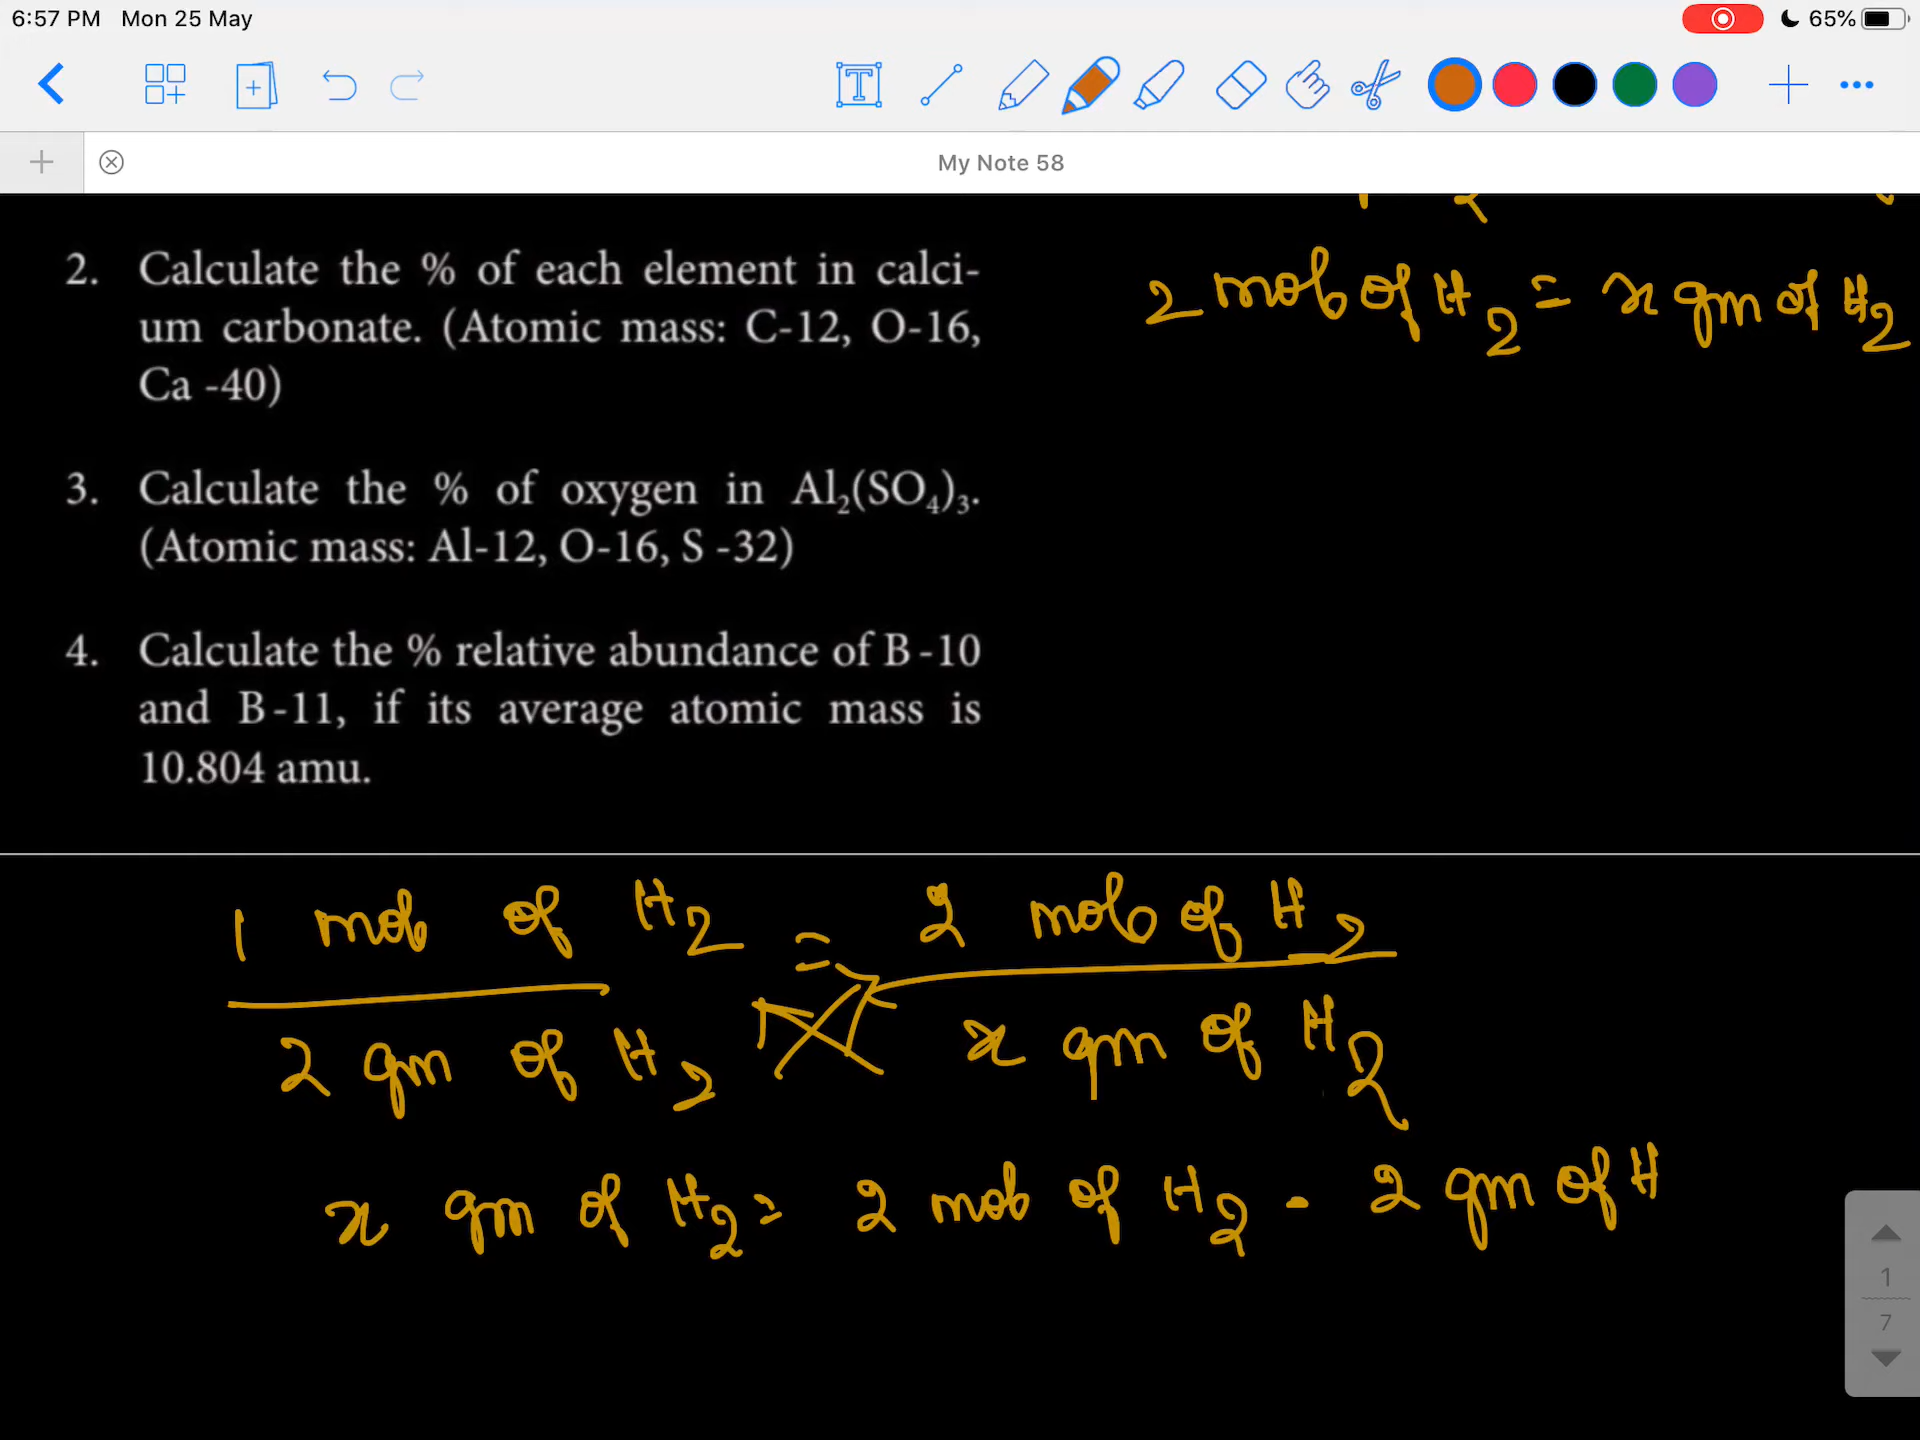 6:57 PM Mon 25 May
65%
My Note 58
2. Calculate the % of each element in calci-
um carbonate. (Atomic mass: C-12, O-16,
Ca -40)
2 mol of H2 = x gm of H2
3. Calculate the % of oxygen in Al2(SO4)3.
(Atomic mass: Al-12, O-16, S -32)
4. Calculate the % relative abundance of B -10
and B -11, if its average atomic mass is
10.804 amu.
1 mol of H2 = 2 mol of H2
2 gm of H2 x gm of H2
x gm of H2 = 2 mol of H2 . 2 gm of H
1
7